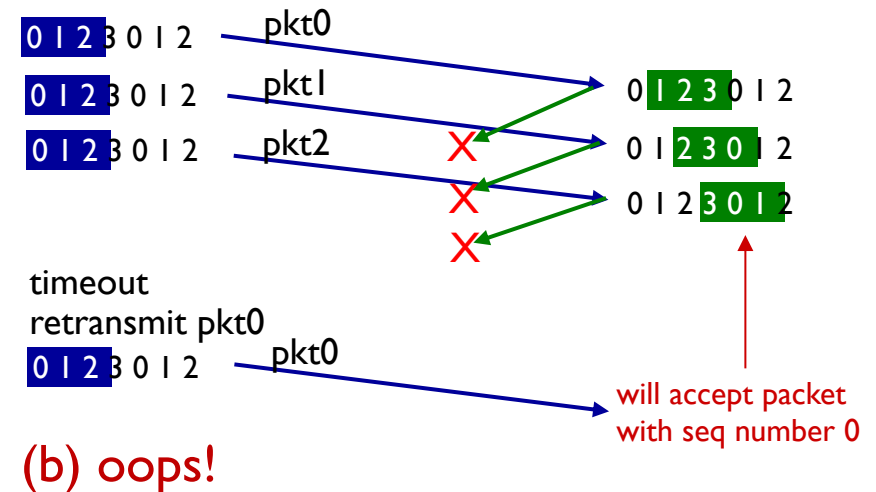 0 1 2 3 0 1 2
pkt0
0 1 2 3 0 1 2
0 1 2 3 0 1 2
pkt1
0 1 2 3 0 1 2
0 1 2 3 0 1 2
pkt2
X
X
0 1 2 3 0 1 2
X
timeout
retransmit pkt0
0 1 2 3 0 1 2
pkt0
will accept packet
with seq number 0
(b) oops!